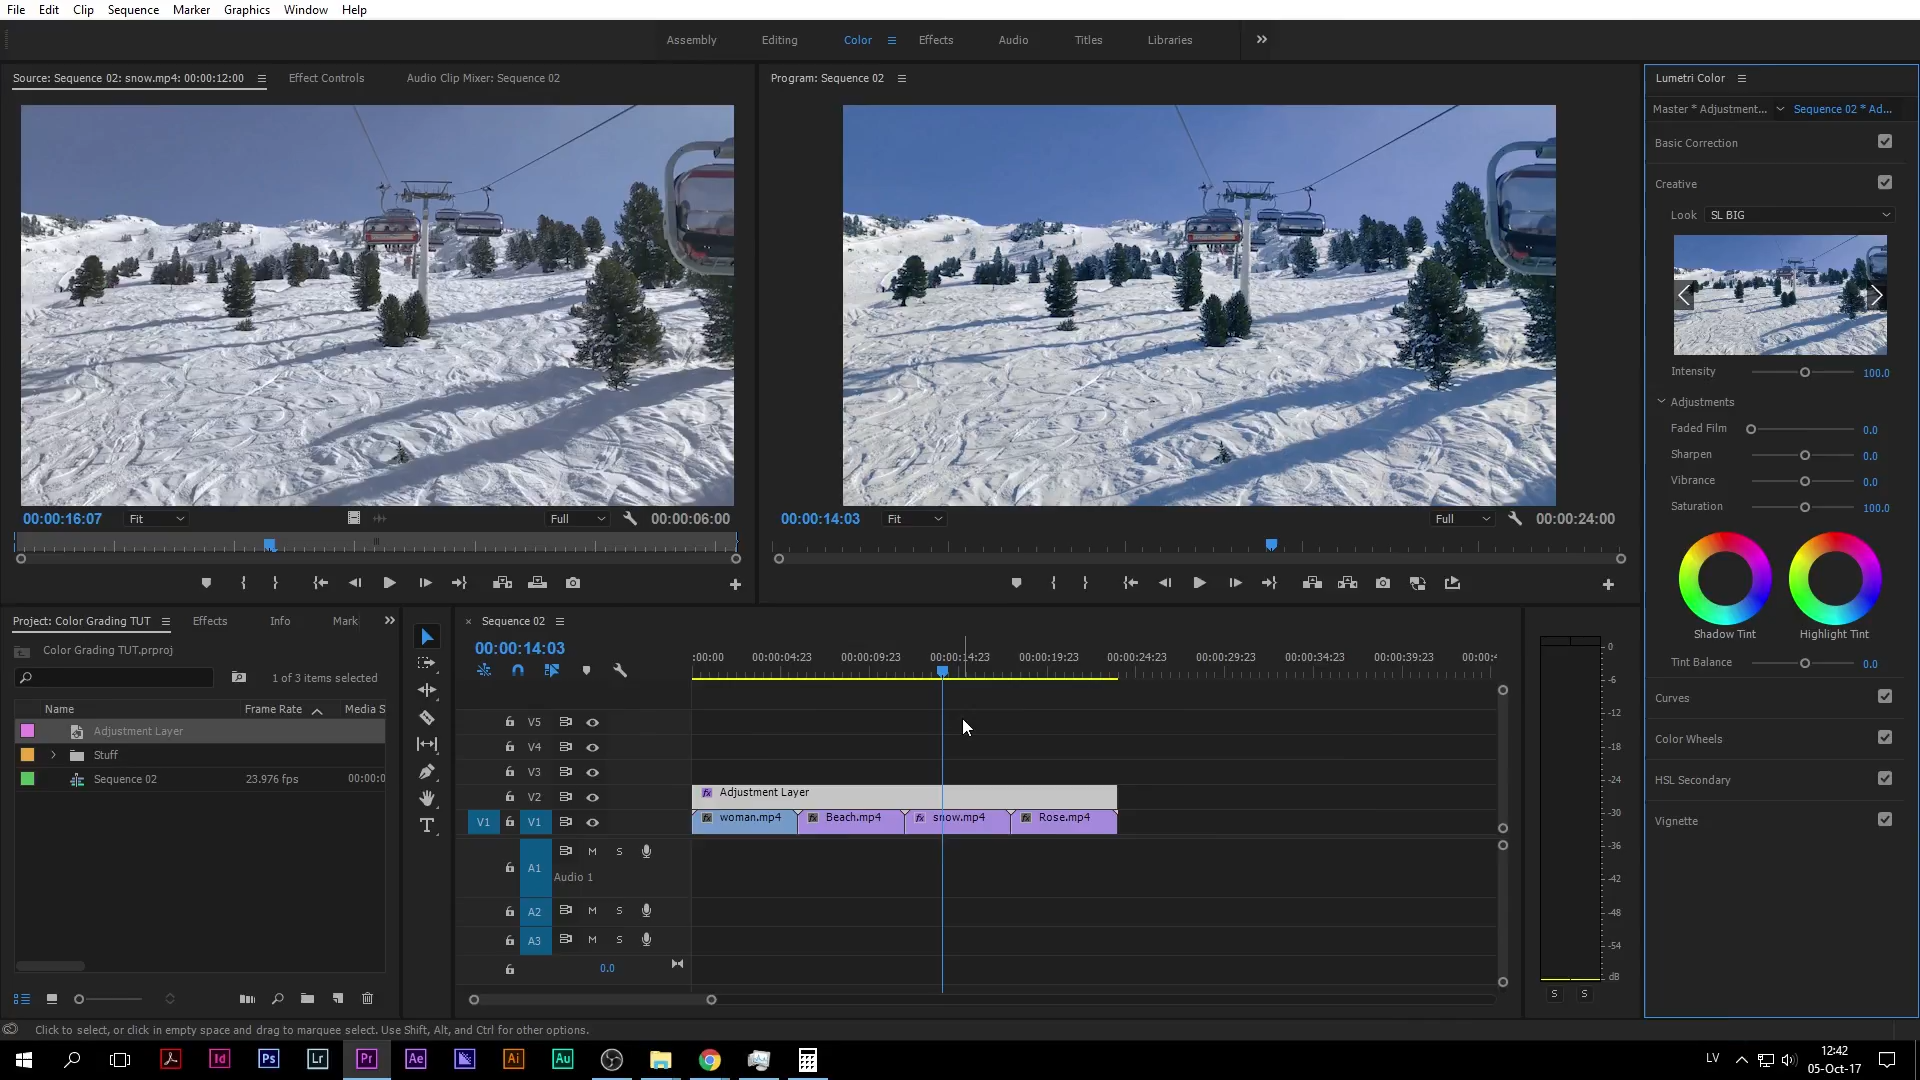 File Edit Clip Sequence Marker Graphics Window Help
Assembly Editing Color Effects Audio Titles Libraries
Source: Sequence 02: snow.mp4: 00:00:12:00 Effect Controls Audio Clip Mixer: Sequence 02
Program: Sequence 02
00:00:16:07 Fit Full 00:00:06:00
00:00:14:03 Fit Full 00:00:24:00
Lumetri Color
Master * Adjustment... Sequence 02 * Ad...
Basic Correction
Creative
Look SL BIG
Intensity 100.0
Adjustments
Faded Film 0.0
Sharpen 0.0
Vibrance 0.0
Saturation 100.0
Shadow Tint Highlight Tint
Tint Balance 0.0
Curves
Color Wheels
HSL Secondary
Vignette
Project: Color Grading TUT Effects Info Mark
Color Grading TUT.prproj
1 of 3 items selected
Name Frame Rate Media S
Adjustment Layer
Stuff
Sequence 02 23.976 fps 00:00:0
Sequence 02
00:00:14:03
:00:00 00:00:04:23 00:00:09:23 00:00:14:23 00:00:19:23 00:00:24:23 00:00:29:23 00:00:34:23 00:00:39:23 00:00:4
V5
V4
V3
V2 Adjustment Layer
V1 V1 woman.mp4 Beach.mp4 snow.mp4 Rose.mp4
A1 M S
Audio 1
A2 M S
A3 M S
0.0
0
-6
-12
-18
-24
-30
-36
-42
-48
-54
dB
S S
Click to select, or click in empty space and drag to marquee select. Use Shift, Alt, and Ctrl for other options.
Id Ps Lr Pr Ae Ai Au
LV 12:42
05-Oct-17